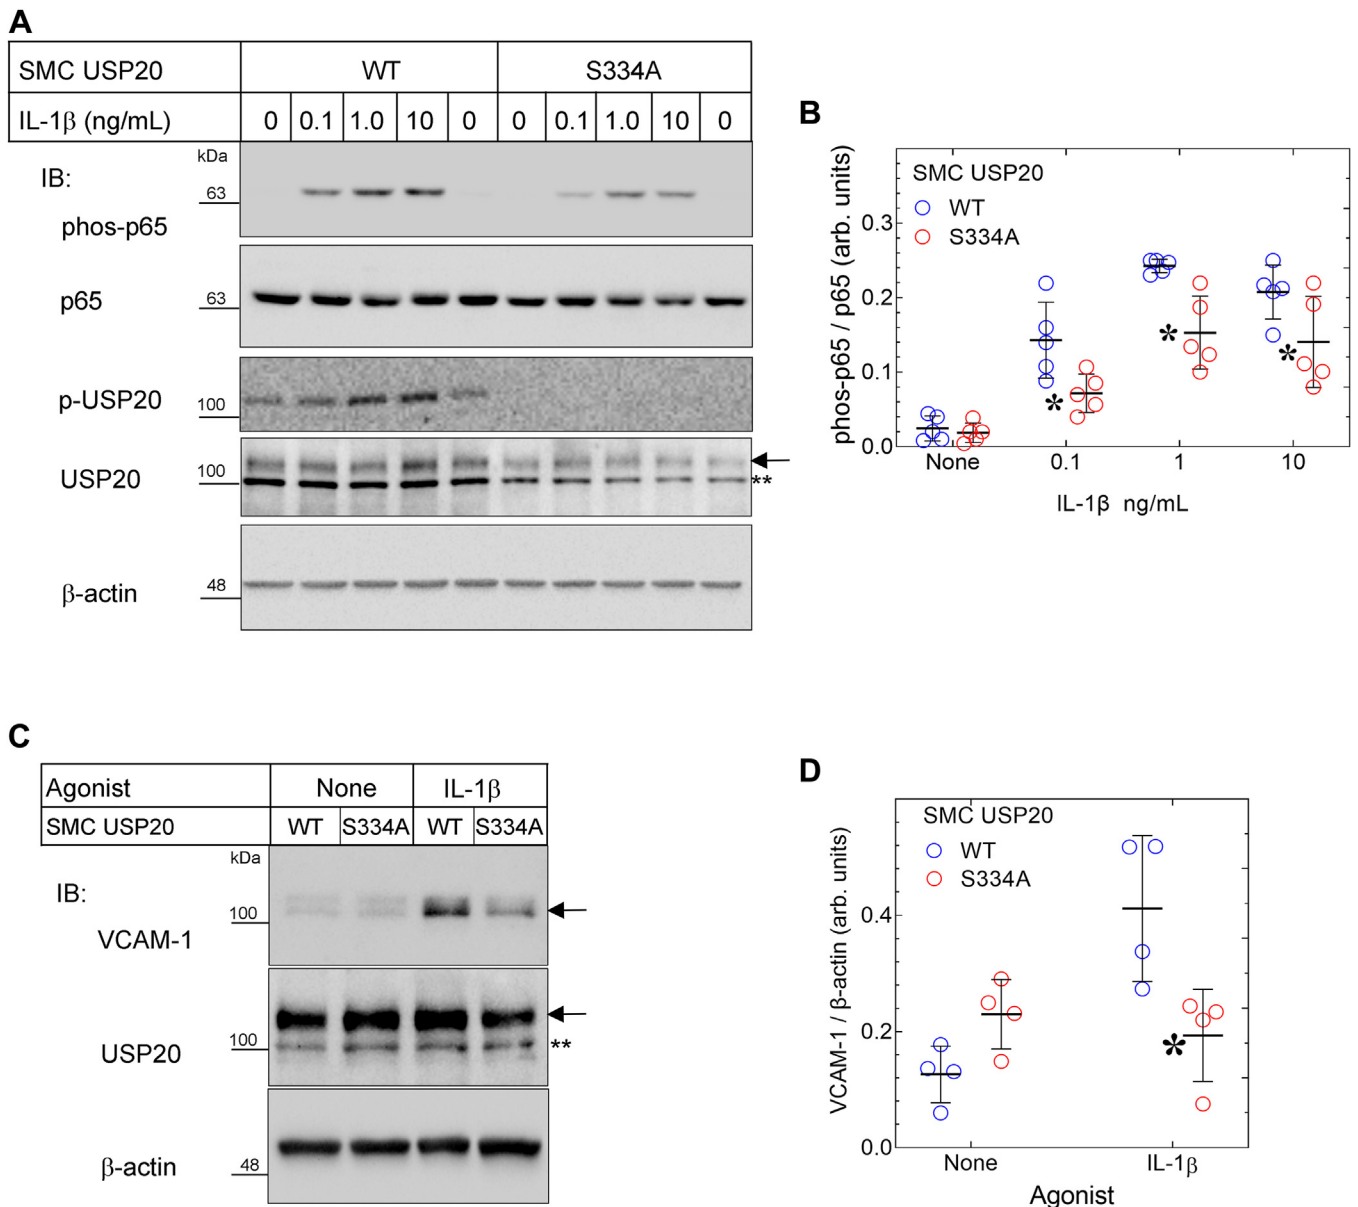 A
SMC USP20 WT S334A
IL-1β (ng/mL) 0 0.1 1.0 10 0 0 0.1 1.0 10 0
IB:
kDa
63
phos-p65
p65
63
p-USP20
100
USP20
100
**
β-actin
48
B
SMC USP20
WT
S334A
phos-p65 / p65 (arb. units)
0.3
0.2
0.1
0.0
None 0.1 1 10
IL-1β ng/mL
*
*
*
C
Agonist None IL-1β
SMC USP20 WT S334A WT S334A
kDa
IB:
100
VCAM-1
USP20
100
**
β-actin
48
D
SMC USP20
WT
S334A
VCAM-1 / β-actin (arb. units)
0.4
0.2
0.0
*
None IL-1β
Agonist